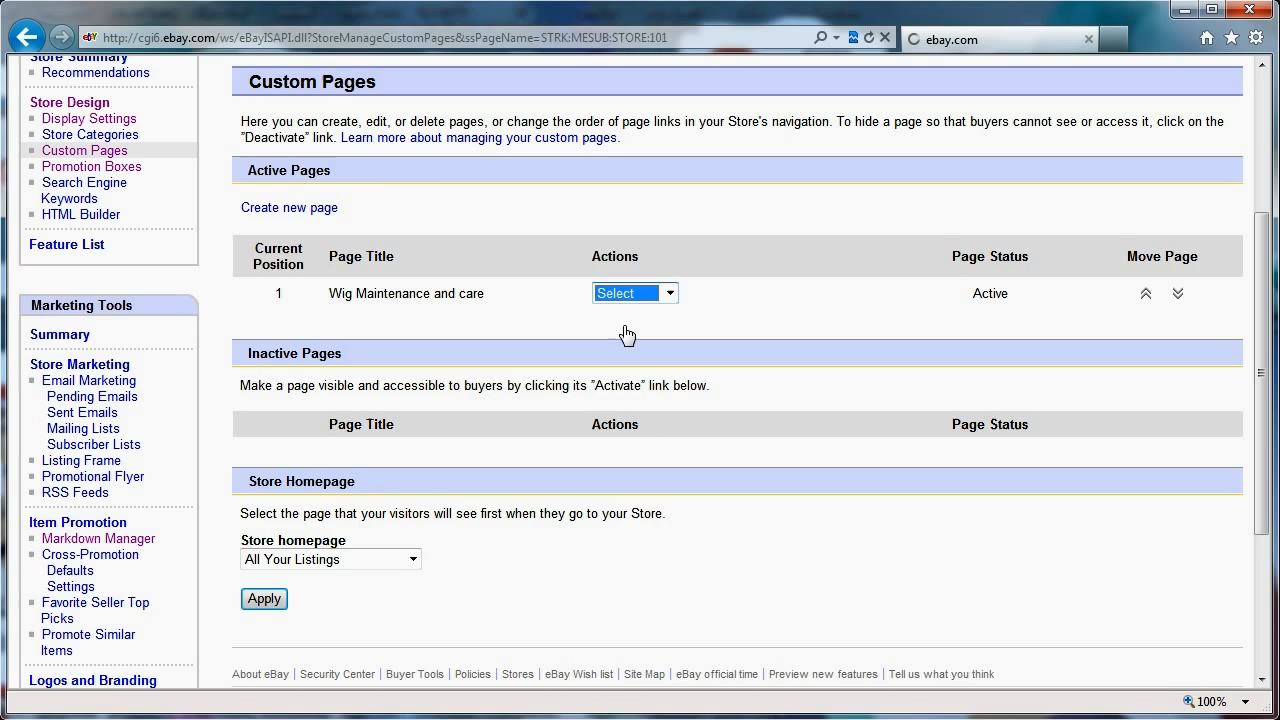 http://cgi6.ebay.com/ws/eBayISAPI.dll?StoreManageCustomPages&ssPageName=STRK:MESUB:STORE:101
ebay.com
Store Summary
Recommendations
Store Design
Display Settings
Store Categories
Custom Pages
Promotion Boxes
Search Engine
Keywords
HTML Builder
Feature List
Marketing Tools
Summary
Store Marketing
Email Marketing
Pending Emails
Sent Emails
Mailing Lists
Subscriber Lists
Listing Frame
Promotional Flyer
RSS Feeds
Item Promotion
Markdown Manager
Cross-Promotion
Defaults
Settings
Favorite Seller Top
Picks
Promote Similar
Items
Logos and Branding
Custom Pages
Here you can create, edit, or delete pages, or change the order of page links in your Store's navigation. To hide a page so that buyers cannot see or access it, click on the
"Deactivate" link. Learn more about managing your custom pages.
Active Pages
Create new page
Current
Position Page Title Actions Page Status Move Page
1 Wig Maintenance and care Select Active
Inactive Pages
Make a page visible and accessible to buyers by clicking its "Activate" link below.
Page Title Actions Page Status
Store Homepage
Select the page that your visitors will see first when they go to your Store.
Store homepage
All Your Listings
Apply
About eBay | Security Center | Buyer Tools | Policies | Stores | eBay Wish list | Site Map | eBay official time | Preview new features | Tell us what you think
100%